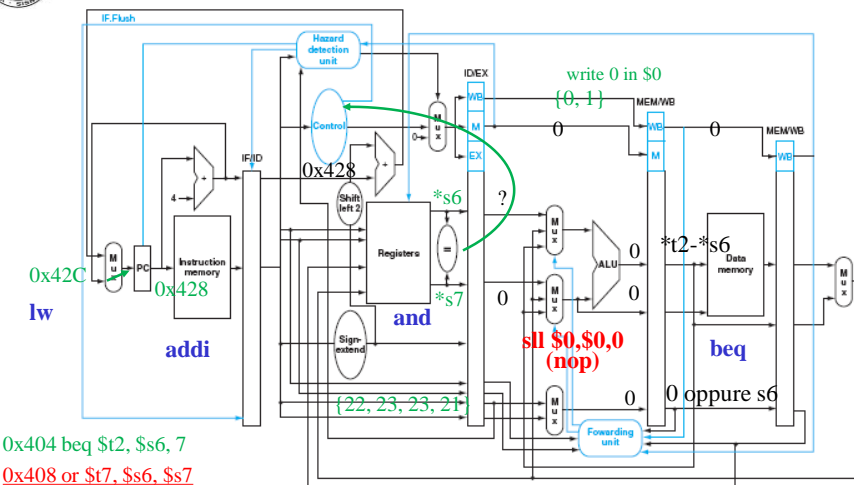 IF.Flush
Hazard
detection
unit
ID/EX
write 0 in $0
{0, 1}
MEM/WB
WB
WB
MEM/WB
Control
M
u
x
0
M
0
0
M
WB
EX
IF/ID
0x428
+
+
4
Shift
left 2
*s6
?
M
u
x
Registers
=
ALU
0
*t2-*s6
Data
memory
M
u
x
PC
Instruction
memory
M
u
x
0x42C
0x428
*s7
0
M
u
x
0
lw
and
addi
Sign-
extend
sll $0,$0,0
(nop)
beq
{22, 23, 23, 21}
M
u
x
0
0 oppure s6
Fowarding
unit
0x404 beq $t2, $s6, 7
0x408 or $t7, $s6, $s7